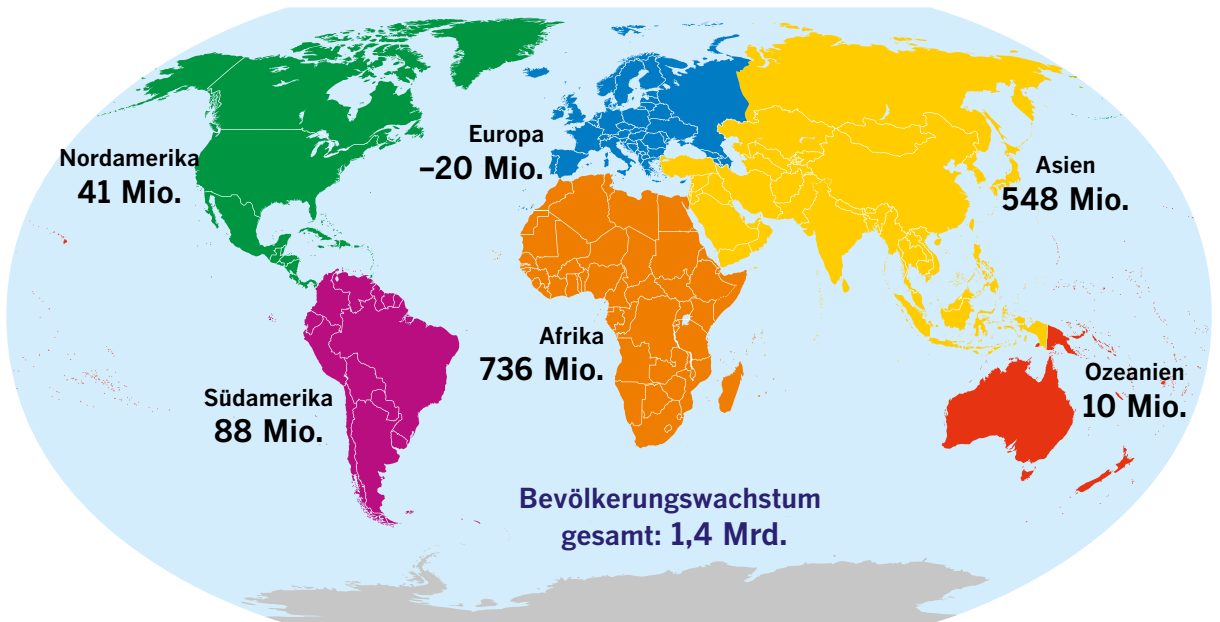 Nordamerika
41 Mio.
Europa
–20 Mio.
Asien
548 Mio.
Afrika
736 Mio.
Südamerika
88 Mio.
Ozeanien
10 Mio.
Bevölkerungswachstum
gesamt: 1,4 Mrd.